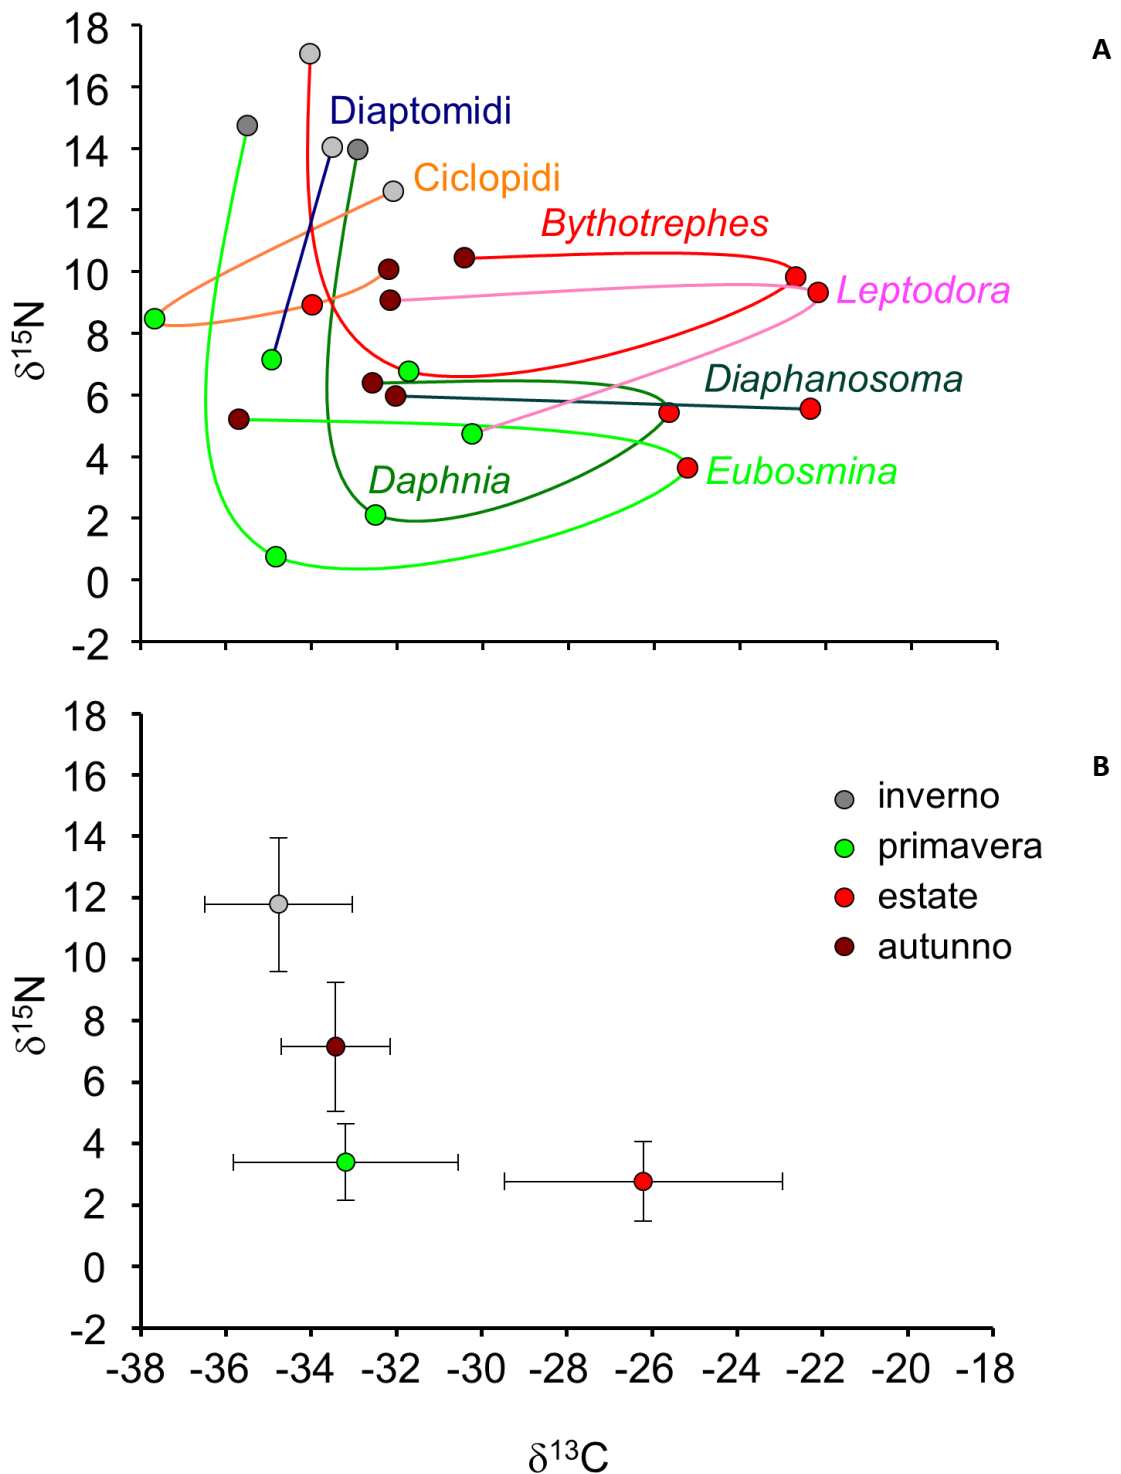 A
18
16
14
12
10
8
6
4
2
0
-2
δ15N
Diaptomidi
Ciclopidi
Bythotrephes
Leptodora
Diaphanosoma
Eubosmina
Daphnia
B
18
16
14
12
10
8
6
4
2
0
-2
δ15N
inverno
primavera
estate
autunno
-38 -36 -34 -32 -30 -28 -26 -24 -22 -20 -18
δ13C